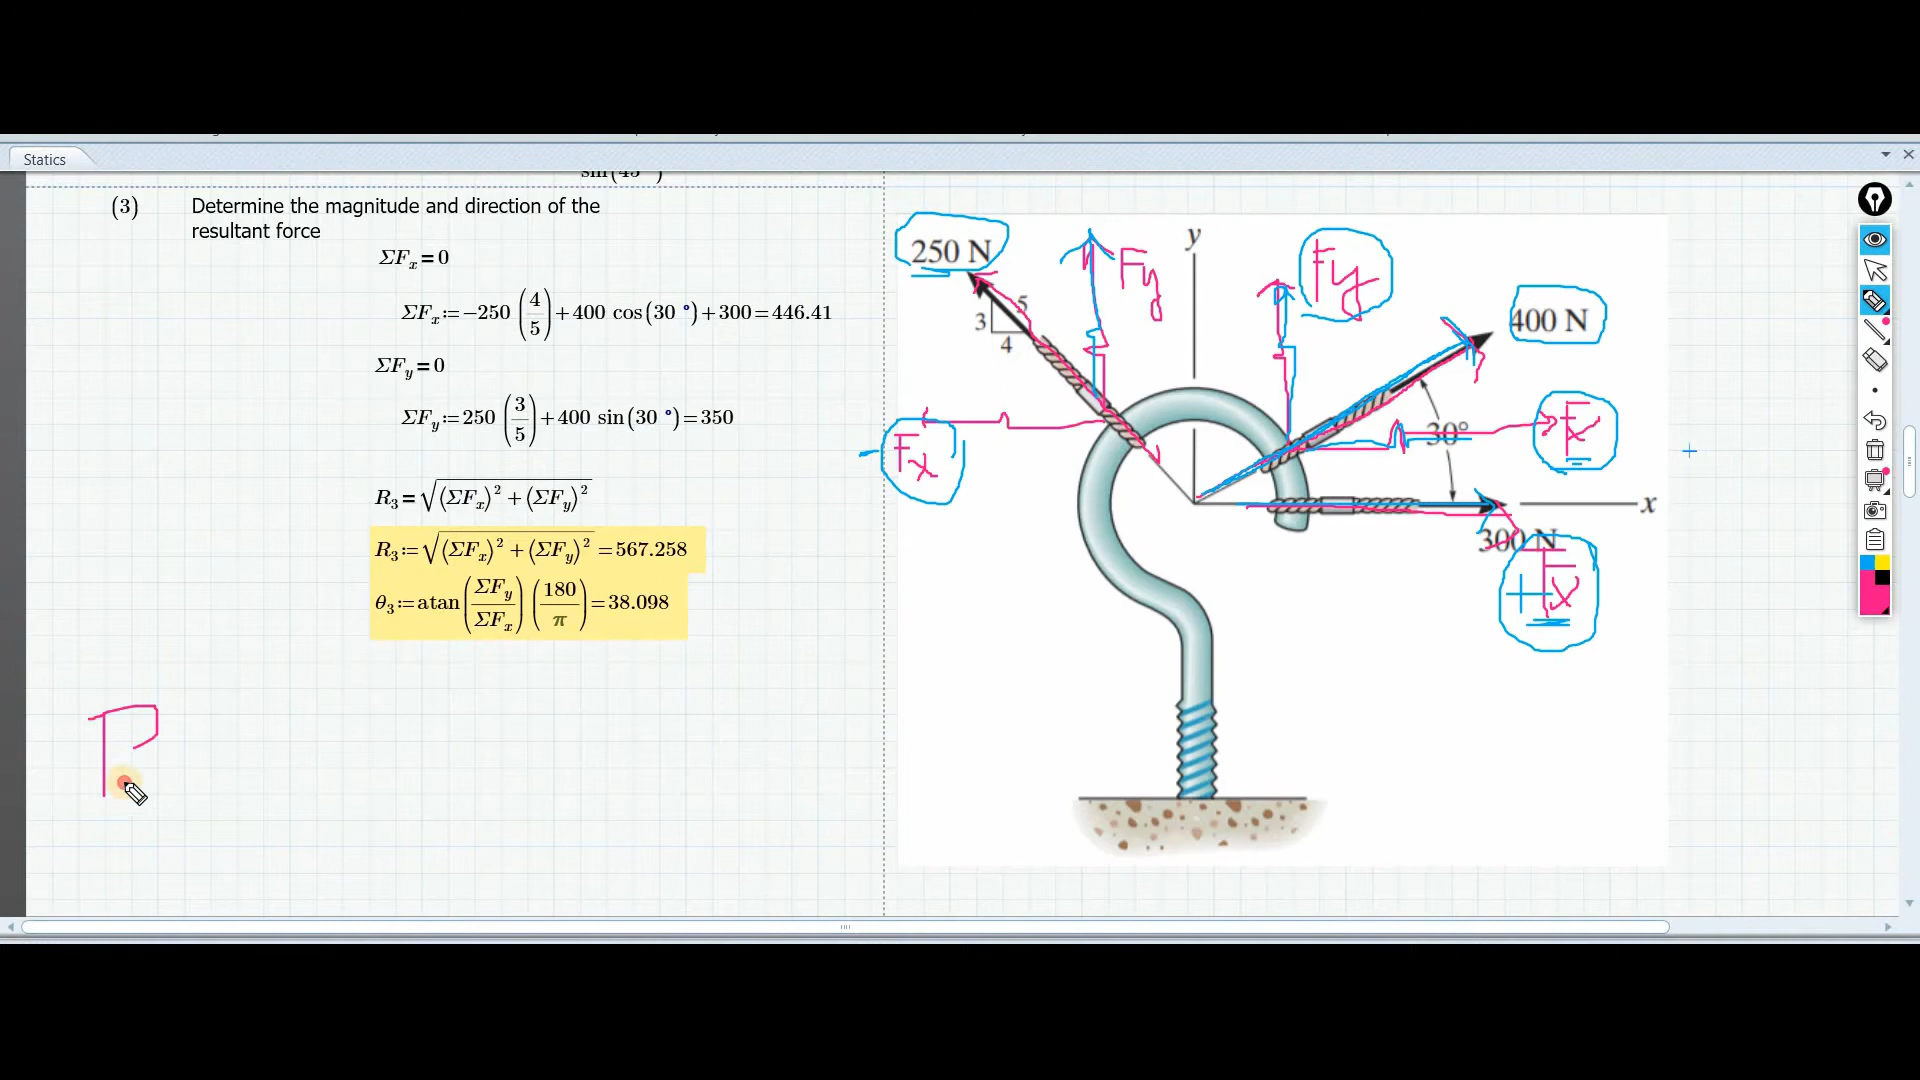 Statics
sin(45° )
(3) Determine the magnitude and direction of the
resultant force
ΣFx = 0
ΣFx := −250 (4/5) + 400 cos(30 °) + 300 = 446.41
ΣFy = 0
ΣFy := 250 (3/5) + 400 sin(30 °) = 350
R3 = √((ΣFx)² + (ΣFy)²)
R3 := √((ΣFx)² + (ΣFy)²) = 567.258
θ3 := atan(ΣFy/ΣFx) (180/π) = 38.098
250 N
Fy
y
Fy
5
3
4
400 N
Fx
30°
Fx
x
300 N
+Fx